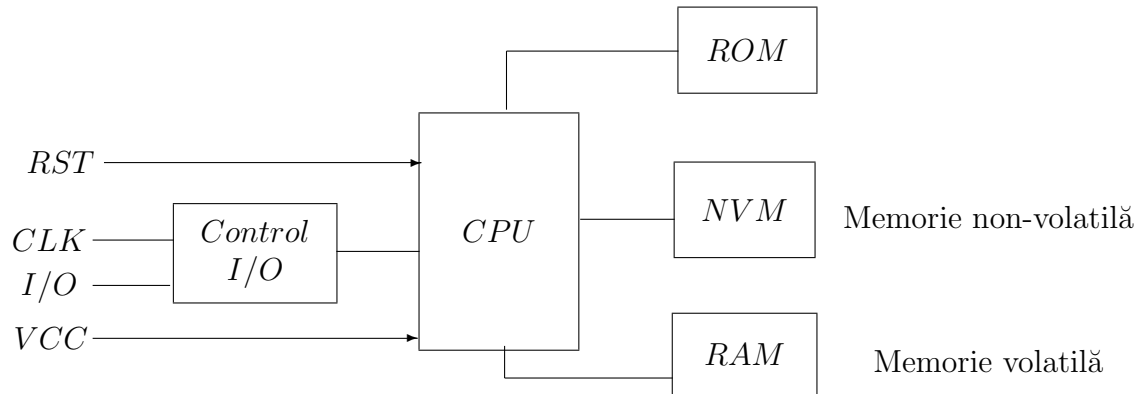 ROM
RST
CLK
I/O
VCC
Control
I/O
CPU
NVM
Memorie non-volatilă
RAM
Memorie volatilă